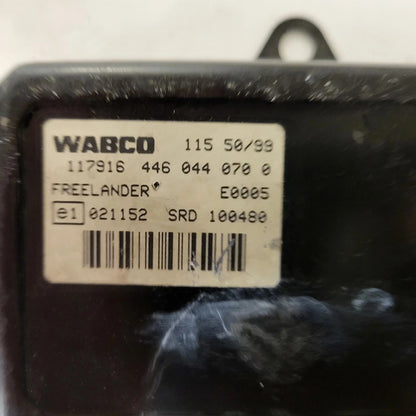 WABCO 115 50/99
117916 446 044 070 0
FREELANDER E0005
e1 021152 SRD 100480